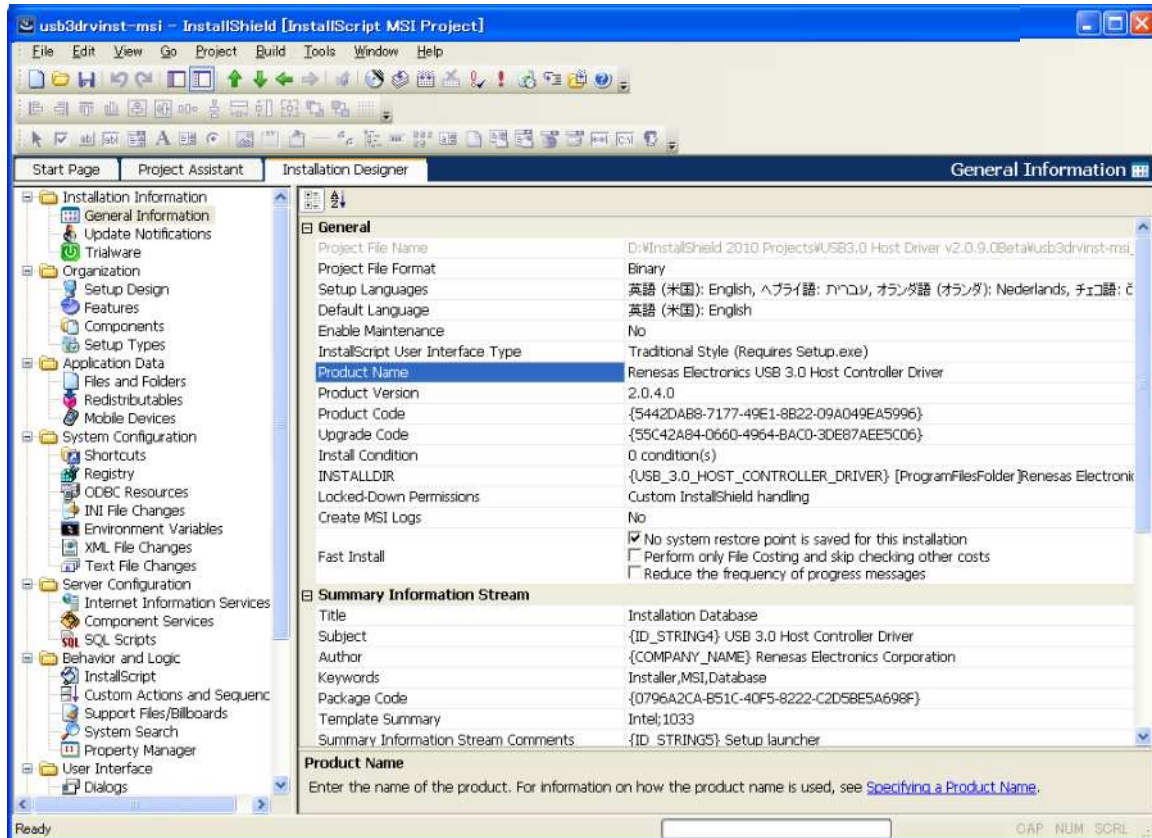 usb3drvinst-msi - InstallShield [InstallScript MSI Project]
File Edit View Go Project Build Tools Window Help
Start Page Project Assistant Installation Designer General Information
Installation Information
General Information
Update Notifications
Trialware
Organization
Setup Design
Features
Components
Setup Types
Application Data
Files and Folders
Redistributables
Mobile Devices
System Configuration
Shortcuts
Registry
ODBC Resources
INI File Changes
Environment Variables
XML File Changes
Text File Changes
Server Configuration
Internet Information Services
Component Services
SQL Scripts
Behavior and Logic
InstallScript
Custom Actions and Sequenc
Support Files/Billboards
System Search
Property Manager
User Interface
Dialogs
General
Project File Name D:¥InstallShield 2010 Projects¥USB3.0 Host Driver v2.0.9.0Beta¥usb3drvinst-msi_
Project File Format Binary
Setup Languages 英語 (米国): English, ヘブライ語: עברית, オランダ語 (オランダ): Nederlands, チェコ語: č
Default Language 英語 (米国): English
Enable Maintenance No
InstallScript User Interface Type Traditional Style (Requires Setup.exe)
Product Name Renesas Electronics USB 3.0 Host Controller Driver
Product Version 2.0.4.0
Product Code {5442DAB8-7177-49E1-8B22-09A049EA5996}
Upgrade Code {55C42A84-0660-4964-BAC0-3DE87AEE5C06}
Install Condition 0 condition(s)
INSTALLDIR {USB_3.0_HOST_CONTROLLER_DRIVER} [ProgramFilesFolder]Renesas Electronic
Locked-Down Permissions Custom InstallShield handling
Create MSI Logs No
Fast Install No system restore point is saved for this installation
Perform only File Costing and skip checking other costs
Reduce the frequency of progress messages
Summary Information Stream
Title Installation Database
Subject {ID_STRING4} USB 3.0 Host Controller Driver
Author {COMPANY_NAME} Renesas Electronics Corporation
Keywords Installer,MSI,Database
Package Code {0796A2CA-B51C-40F5-8222-C2D5BE5A698F}
Template Summary Intel;1033
Summary Information Stream Comments {ID_STRING5} Setup launcher
Product Name
Enter the name of the product. For information on how the product name is used, see Specifying a Product Name.
Ready CAP NUM SCRL